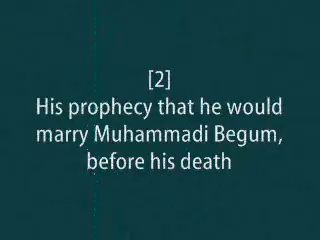 [2]
His prophecy that he would
marry Muhammadi Begum,
before his death